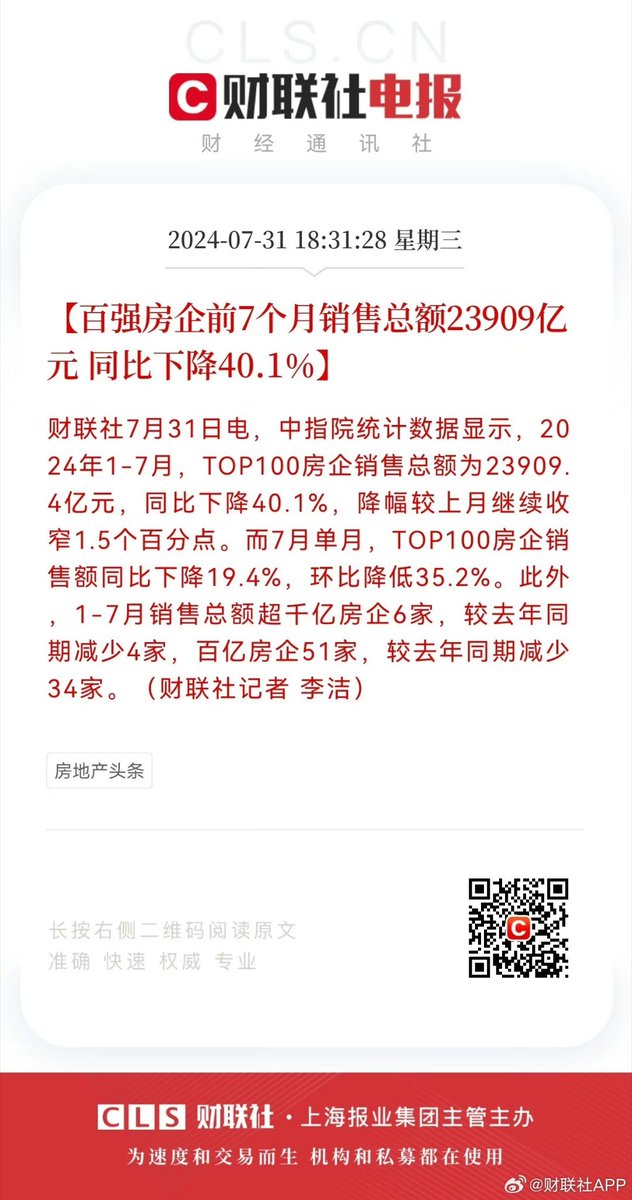 CLS.CN
C 财联社电报
财经通讯社
2024-07-31 18:31:28 星期三
【百强房企前7个月销售总额23909亿
元 同比下降40.1%】
财联社7月31日电，中指院统计数据显示，20
24年1-7月，TOP100房企销售总额为23909.
4亿元，同比下降40.1%，降幅较上月继续收
窄1.5个百分点。而7月单月，TOP100房企销
售额同比下降19.4%，环比降低35.2%。此外
，1-7月销售总额超千亿房企6家，较去年同
期减少4家，百亿房企51家，较去年同期减少
34家。（财联社记者 李洁）
房地产头条
长按右侧二维码阅读原文
准确 快速 权威 专业
C
CLS 财联社·上海报业集团主管主办
为速度和交易而生 机构和私募都在使用
@财联社APP